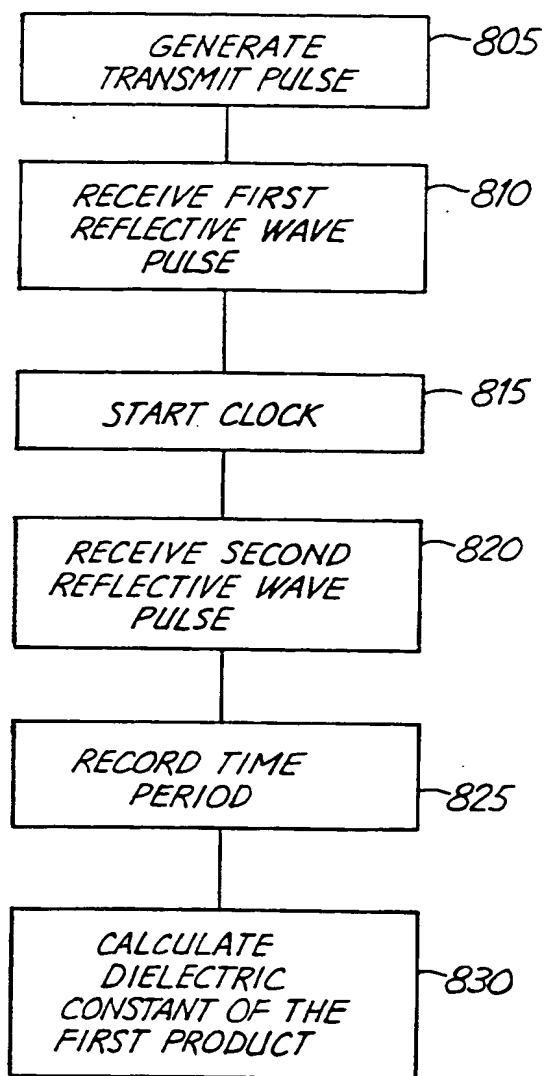 GENERATE
TRANSMIT PULSE
805
RECEIVE FIRST
REFLECTIVE WAVE
PULSE
810
START CLOCK
815
RECEIVE SECOND
REFLECTIVE WAVE
PULSE
820
RECORD TIME
PERIOD
825
CALCULATE
DIELECTRIC
CONSTANT OF THE
FIRST PRODUCT
830